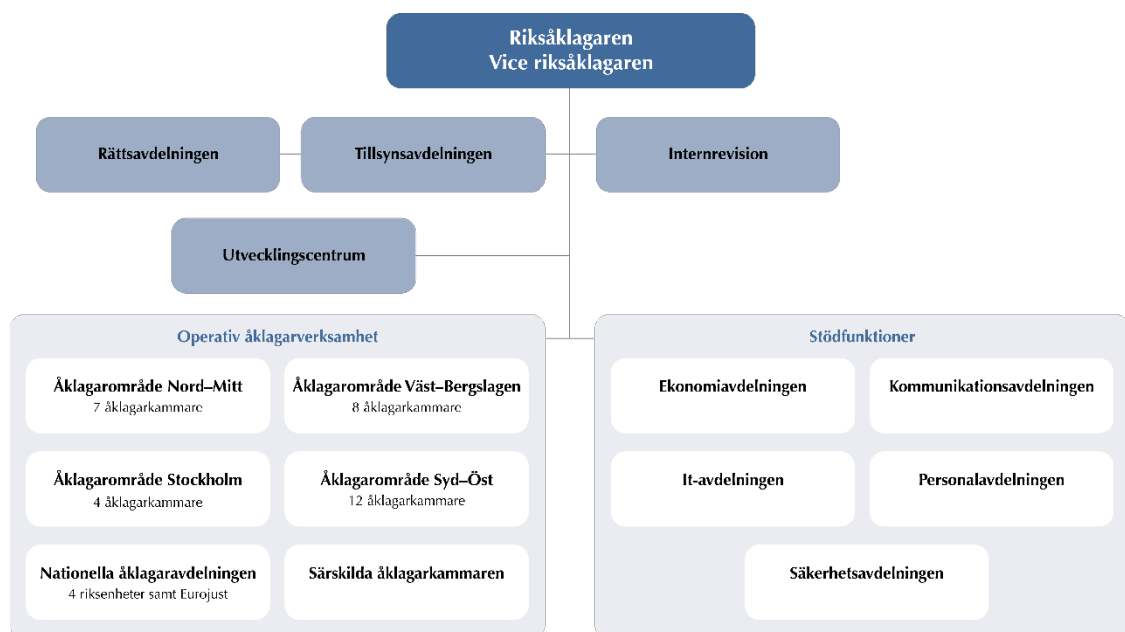 Riksåklagaren
Vice riksåklagaren
Rättsavdelningen
Tillsynsavdelningen
Internrevision
Utvecklingscentrum
Operativ åklagarverksamhet
Åklagarområde Nord–Mitt
7 åklagarkammare
Åklagarområde Väst–Bergslagen
8 åklagarkammare
Åklagarområde Stockholm
4 åklagarkammare
Åklagarområde Syd–Öst
12 åklagarkammare
Nationella åklagaravdelningen
4 riksenheter samt Eurojust
Särskilda åklagarkammaren
Stödfunktioner
Ekonomiavdelningen
Kommunikationsavdelningen
It-avdelningen
Personalavdelningen
Säkerhetsavdelningen